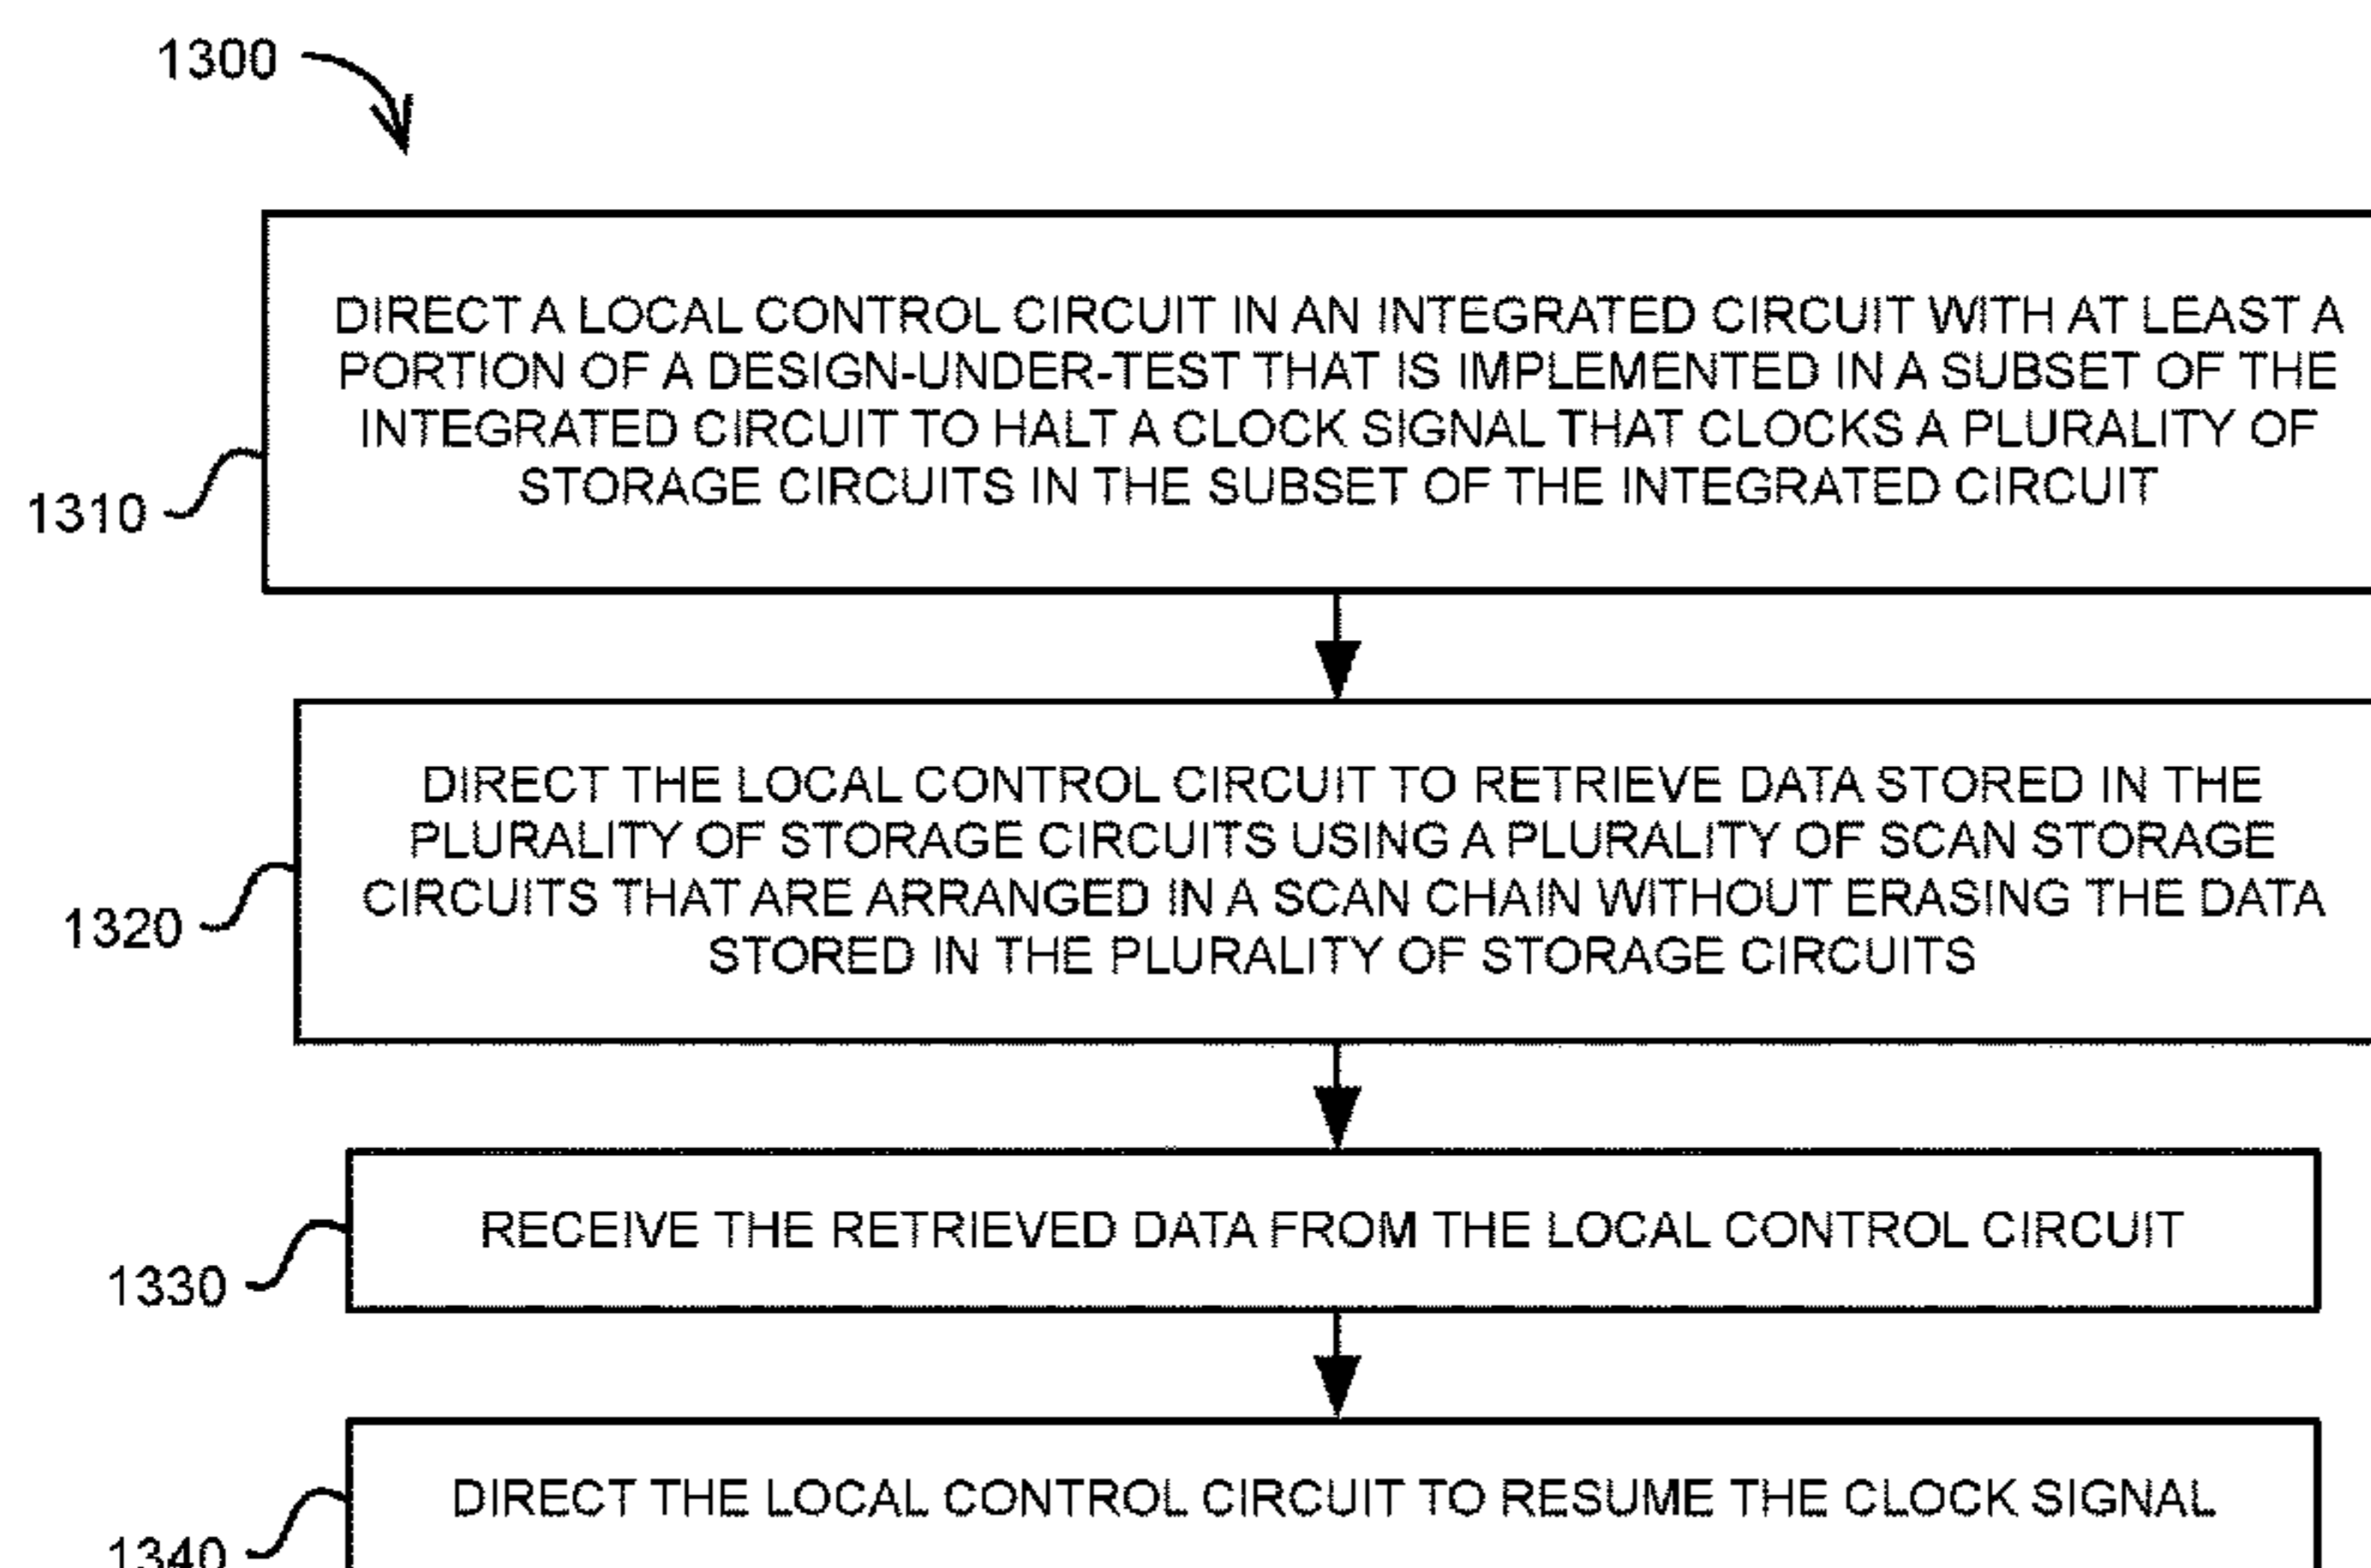 1300
DIRECT A LOCAL CONTROL CIRCUIT IN AN INTEGRATED CIRCUIT WITH AT LEAST A
PORTION OF A DESIGN-UNDER-TEST THAT IS IMPLEMENTED IN A SUBSET OF THE
INTEGRATED CIRCUIT TO HALT A CLOCK SIGNAL THAT CLOCKS A PLURALITY OF
STORAGE CIRCUITS IN THE SUBSET OF THE INTEGRATED CIRCUIT
1310
DIRECT THE LOCAL CONTROL CIRCUIT TO RETRIEVE DATA STORED IN THE
PLURALITY OF STORAGE CIRCUITS USING A PLURALITY OF SCAN STORAGE
CIRCUITS THAT ARE ARRANGED IN A SCAN CHAIN WITHOUT ERASING THE DATA
STORED IN THE PLURALITY OF STORAGE CIRCUITS
1320
RECEIVE THE RETRIEVED DATA FROM THE LOCAL CONTROL CIRCUIT
1330
DIRECT THE LOCAL CONTROL CIRCUIT TO RESUME THE CLOCK SIGNAL
1340